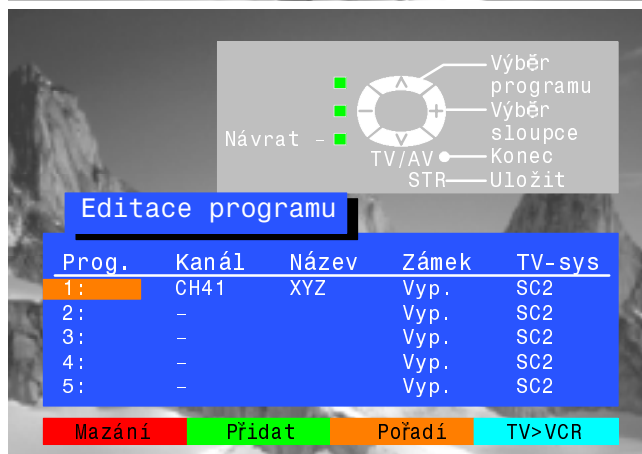 Výběr
programu
Výběr
sloupce
Návrat –
TV/AV Konec
STR Uložit
Editace programu
Prog. Kanál Název Zámek TV-sys
1: CH41 XYZ Vyp. SC2
2: – Vyp. SC2
3: – Vyp. SC2
4: – Vyp. SC2
5: – Vyp. SC2
Mazání Přidat Pořadí TV>VCR